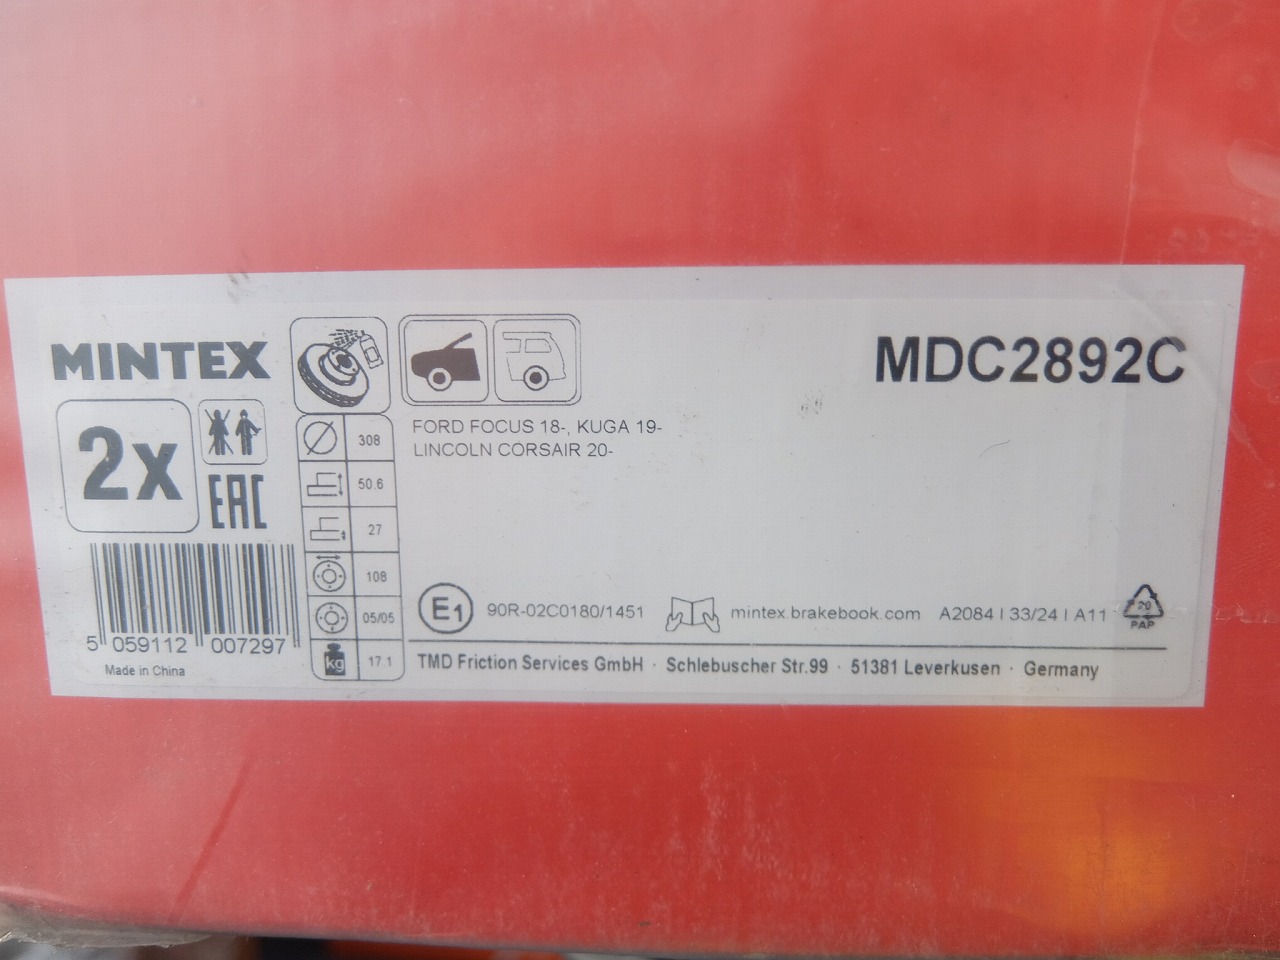 MINTEX
MDC2892C
2x
EAC
308
50.6
27
108
05/05
kg 17.1
FORD FOCUS 18-, KUGA 19-
LINCOLN CORSAIR 20-
5 059112 007297
Made in China
E1 90R-02C0180/1451 mintex.brakebook.com A2084 I 33/24 I A11 20 PAP
TMD Friction Services GmbH · Schlebuscher Str.99 · 51381 Leverkusen · Germany